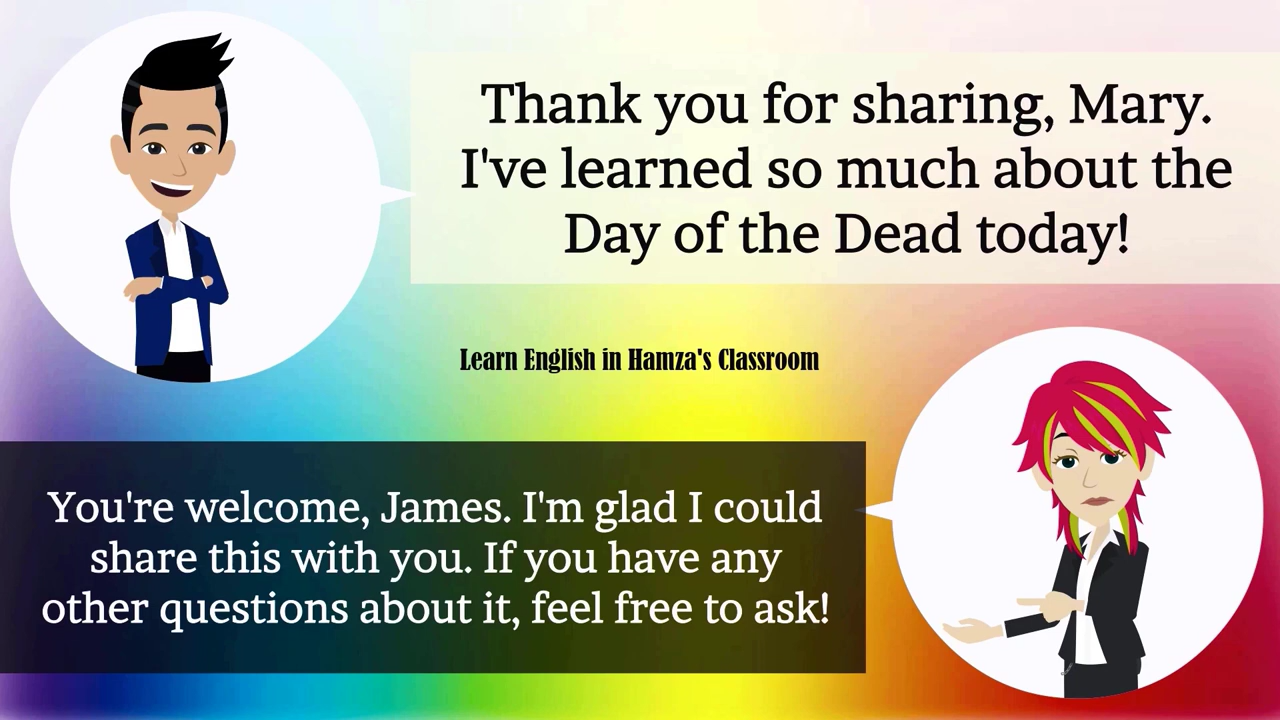 Thank you for sharing, Mary.
I've learned so much about the
Day of the Dead today!
Learn English in Hamza's Classroom
You're welcome, James. I'm glad I could
share this with you. If you have any
other questions about it, feel free to ask!